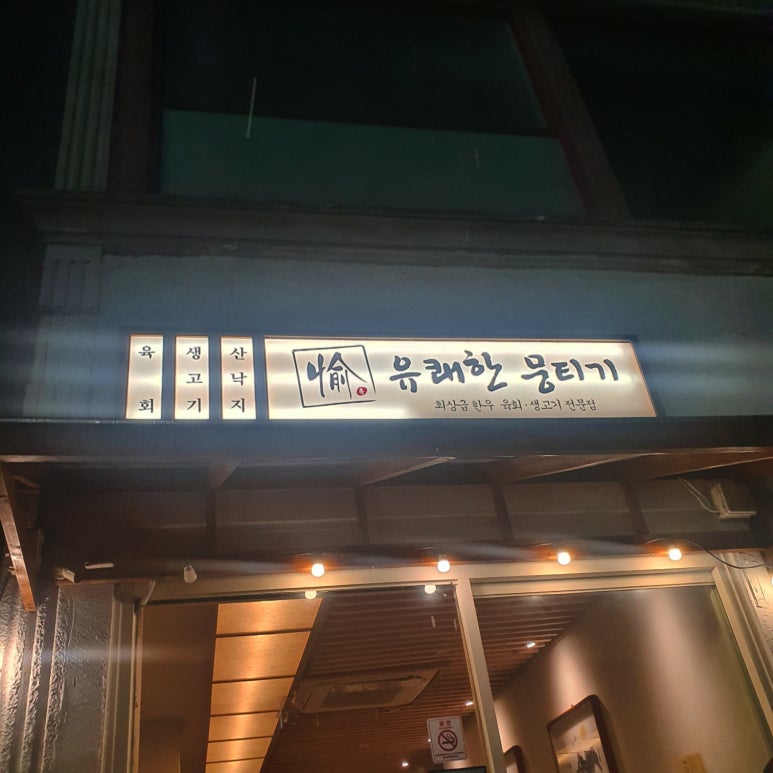 육회
생고기
산낙지
愉
유쾌한 뭉티기
최상급 한우 육회·생고기 전문점
금연